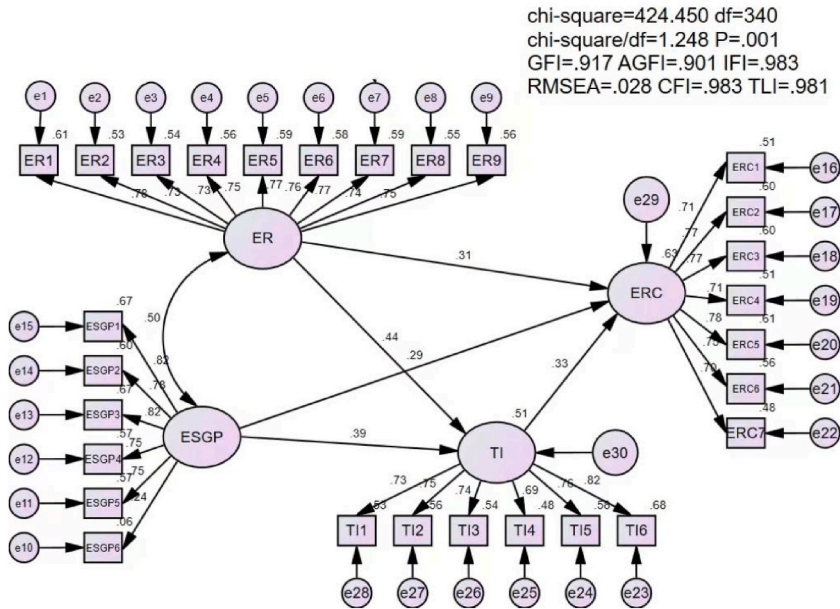 chi-square=424.450 df=340
chi-square/df=1.248 P=.001
GFI=.917 AGFI=.901 IFI=.983
RMSEA=.028 CFI=.983 TLI=.981
e1 e2 e3 e4 e5 e6 e7 e8 e9
.61 .53 .54 .56 .59 .58 .59 .55 .56
ER1 ER2 ER3 ER4 ER5 ER6 ER7 ER8 ER9
.78 .73 .73 .75 .77 .76 .77 .74 .75
ER
.51
ERC1 e16
.60
ERC2 e17
.60
ERC3 e18
.51
ERC4 e19
.61
ERC5 e20
.56
ERC6 e21
.48
ERC7 e22
.71
.77
.77
.71
.78
.75
.70
e29
.63
ERC
.31
.50
.44
.29
.33
.39
.67
e15 ESGP1
.60
e14 ESGP2
.67
e13 ESGP3
.57
e12 ESGP4
.57
e11 ESGP5
.06
e10 ESGP6
.82
.78
.82
.75
.75
.24
ESGP
.51
TI e30
.73 .75 .74 .69 .76 .82
.53 .56 .54 .48 .68
TI1 TI2 TI3 TI4 TI5 TI6
e28 e27 e26 e25 e24 e23